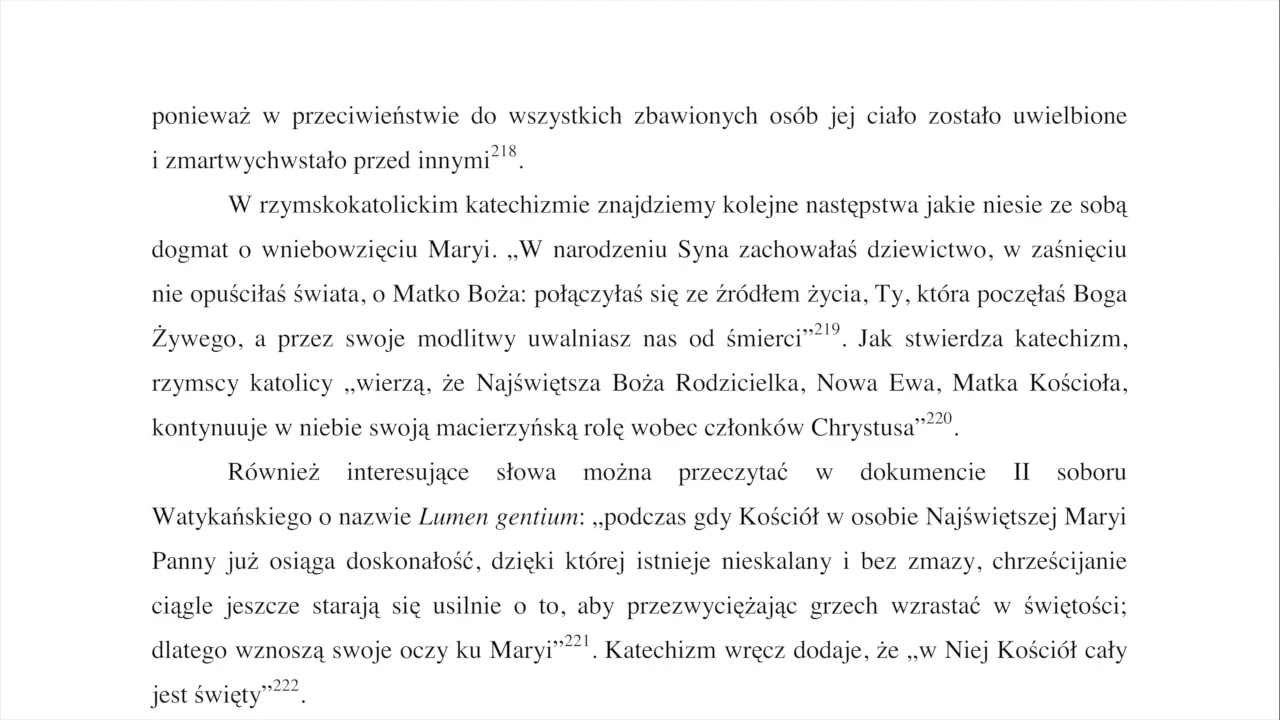 ponieważ w przeciwieństwie do wszystkich zbawionych osób jej ciało zostało uwielbione
i zmartwychwstało przed innymi218.
W rzymskokatolickim katechizmie znajdziemy kolejne następstwa jakie niesie ze sobą
dogmat o wniebowzięciu Maryi. „W narodzeniu Syna zachowałaś dziewictwo, w zaśnięciu
nie opuściłaś świata, o Matko Boża: połączyłaś się ze źródłem życia, Ty, która poczęłaś Boga
Żywego, a przez swoje modlitwy uwalniasz nas od śmierci”219. Jak stwierdza katechizm,
rzymscy katolicy „wierzą, że Najświętsza Boża Rodzicielka, Nowa Ewa, Matka Kościoła,
kontynuuje w niebie swoją macierzyńską rolę wobec członków Chrystusa”220.
Również interesujące słowa można przeczytać w dokumencie II soboru
Watykańskiego o nazwie Lumen gentium: „podczas gdy Kościół w osobie Najświętszej Maryi
Panny już osiąga doskonałość, dzięki której istnieje nieskalany i bez zmazy, chrześcijanie
ciągle jeszcze starają się usilnie o to, aby przezwyciężając grzech wzrastać w świętości;
dlatego wznoszą swoje oczy ku Maryi”221. Katechizm wręcz dodaje, że „w Niej Kościół cały
jest święty”222.